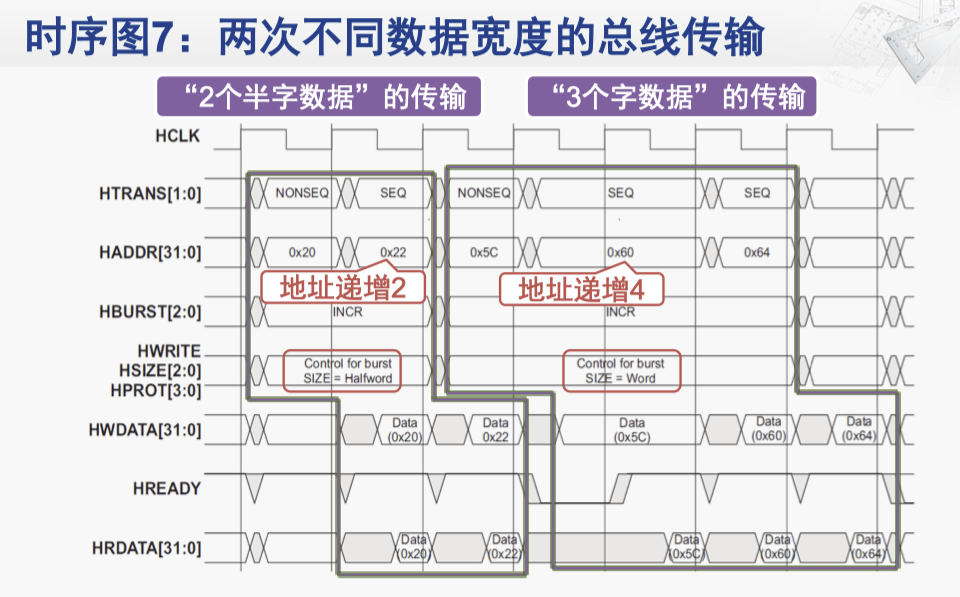 时序图7：两次不同数据宽度的总线传输
“2个半字数据”的传输
“3个字数据”的传输
HCLK
HTRANS[1:0]
NONSEQ
SEQ
NONSEQ
SEQ
SEQ
HADDR[31:0]
0x20
0x22
0x5C
0x60
0x64
地址递增2
地址递增4
HBURST[2:0]
INCR
INCR
HWRITE
HSIZE[2:0]
HPROT[3:0]
Control for burst
SIZE = Halfword
Control for burst
SIZE = Word
HWDATA[31:0]
Data
(0x20)
Data
0x22
Data
(0x5C)
Data
(0x60)
Data
(0x64)
HREADY
HRDATA[31:0]
Data
(0x20)
Data
(0x22)
Data
(0x5C)
Data
(0x60)
Data
(0x64)